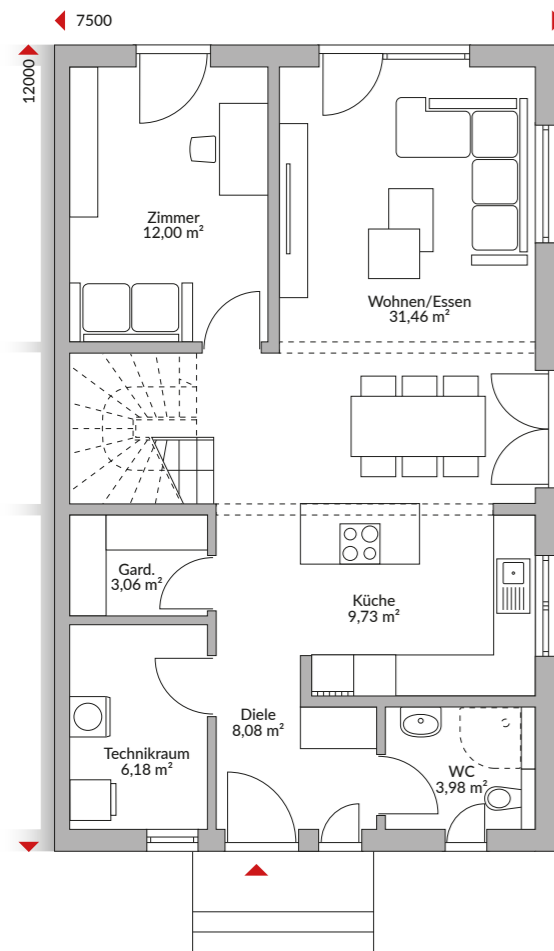 7500
12000
Zimmer
12,00 m²
Wohnen/Essen
31,46 m²
Gard.
3,06 m²
Küche
9,73 m²
Diele
8,08 m²
Technikraum
6,18 m²
WC
3,98 m²